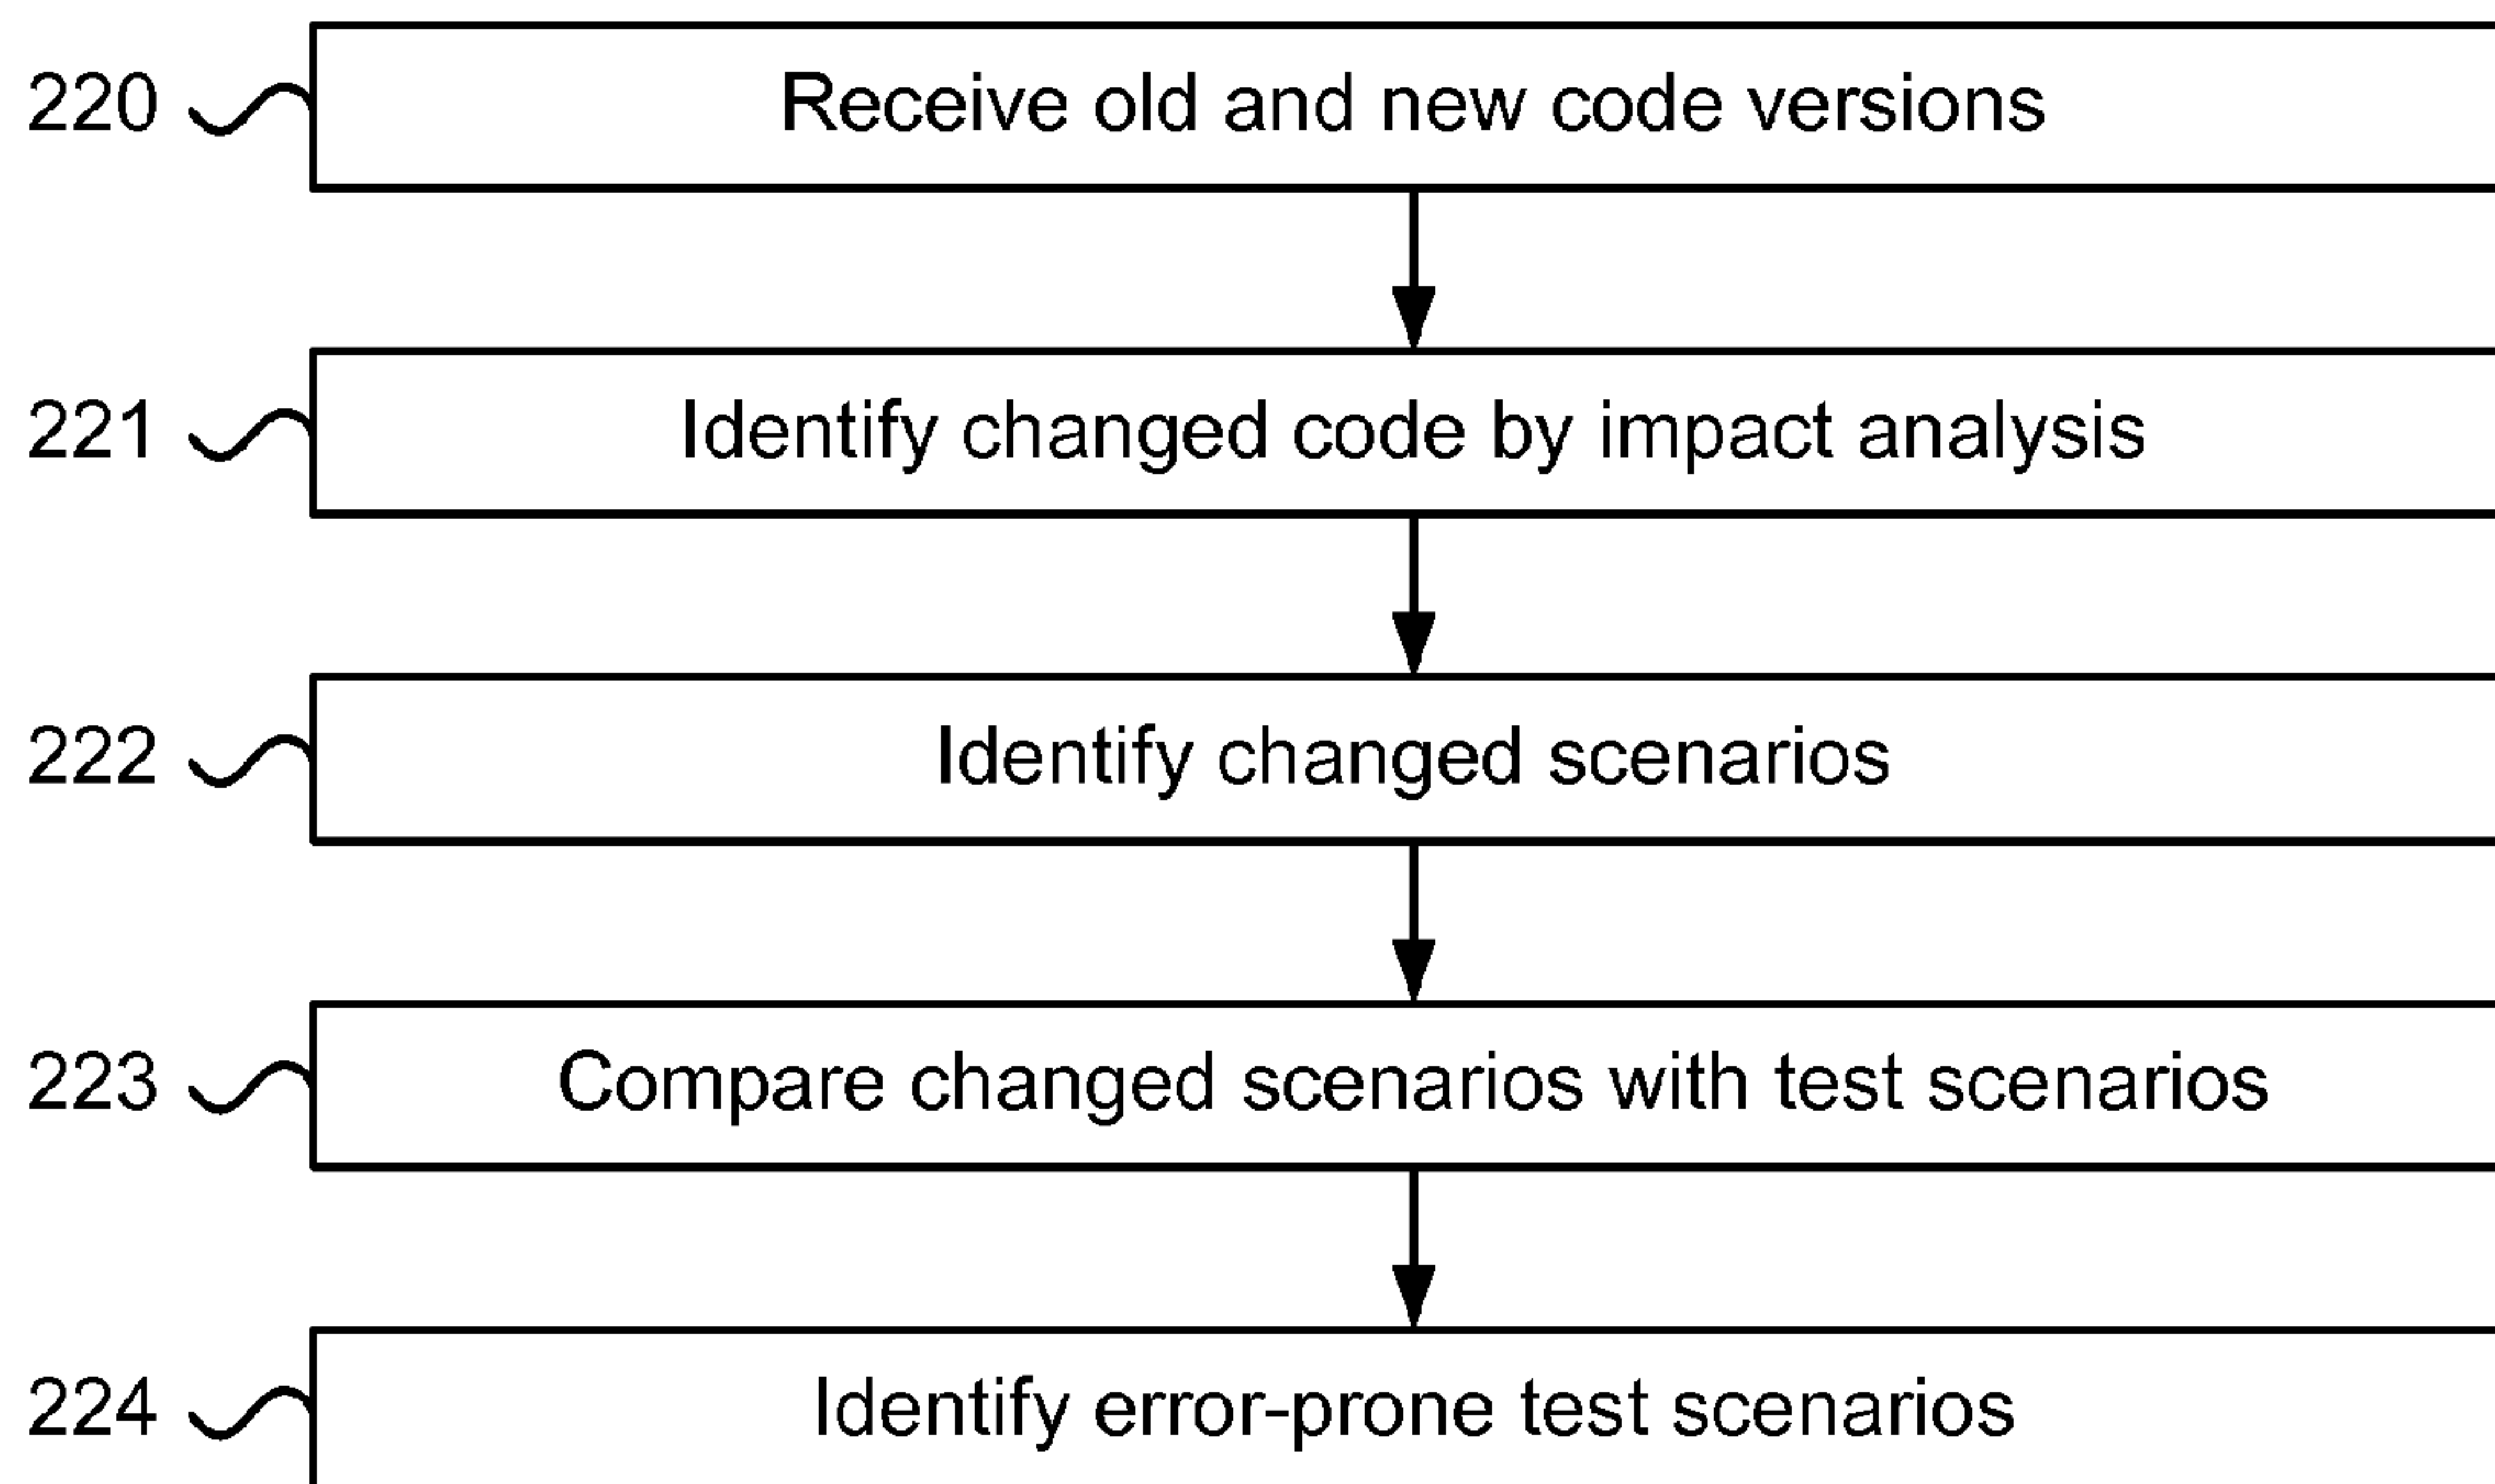 220 Receive old and new code versions
221 Identify changed code by impact analysis
222 Identify changed scenarios
223 Compare changed scenarios with test scenarios
224 Identify error-prone test scenarios